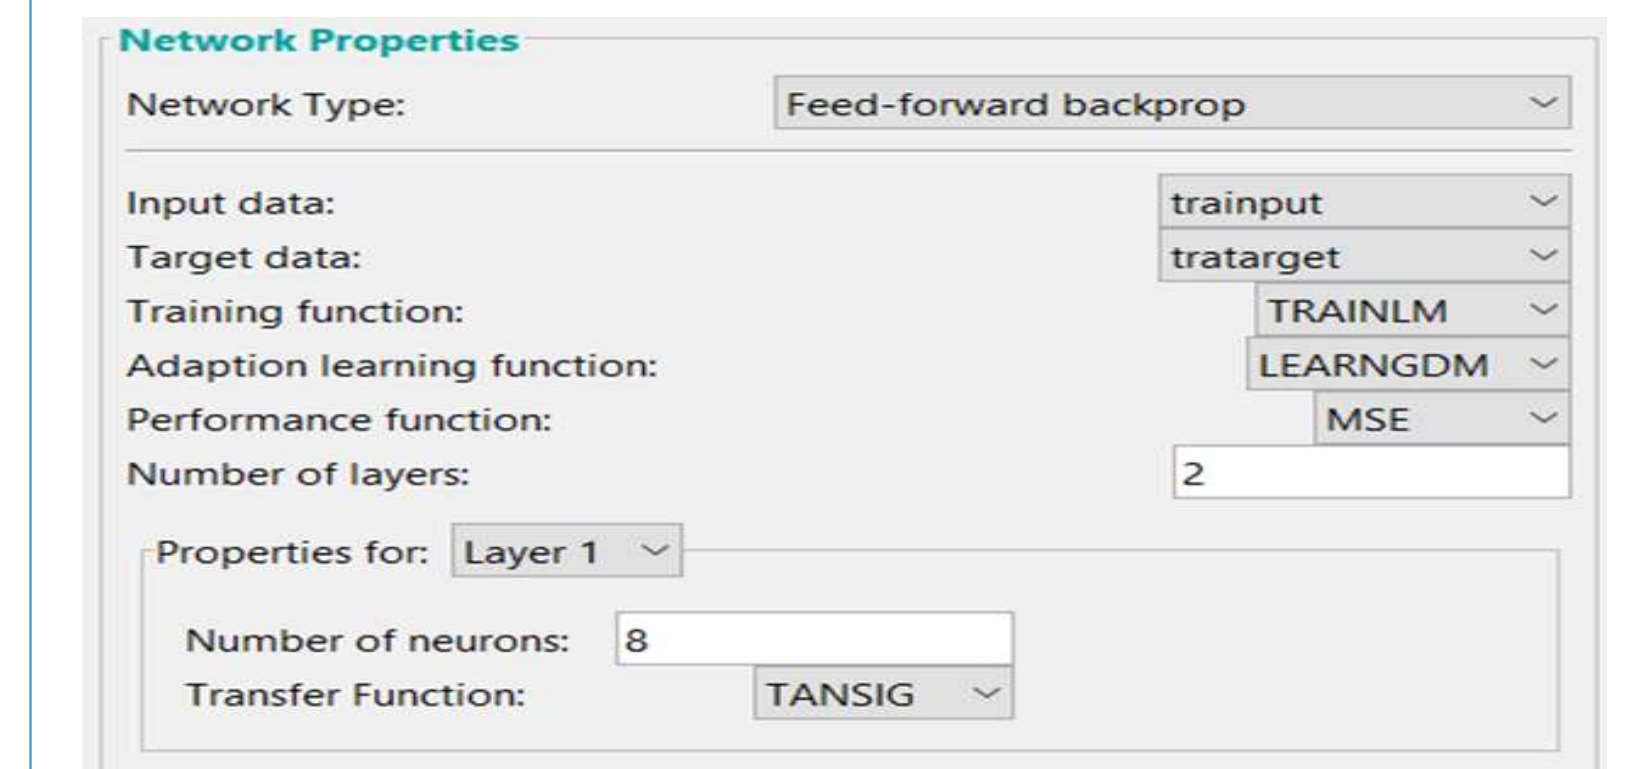 Network Properties
Network Type: Feed-forward backprop
Input data: trainput
Target data: tratarget
Training function: TRAINLM
Adaption learning function: LEARNGDM
Performance function: MSE
Number of layers: 2
Properties for: Layer 1
Number of neurons: 8
Transfer Function: TANSIG